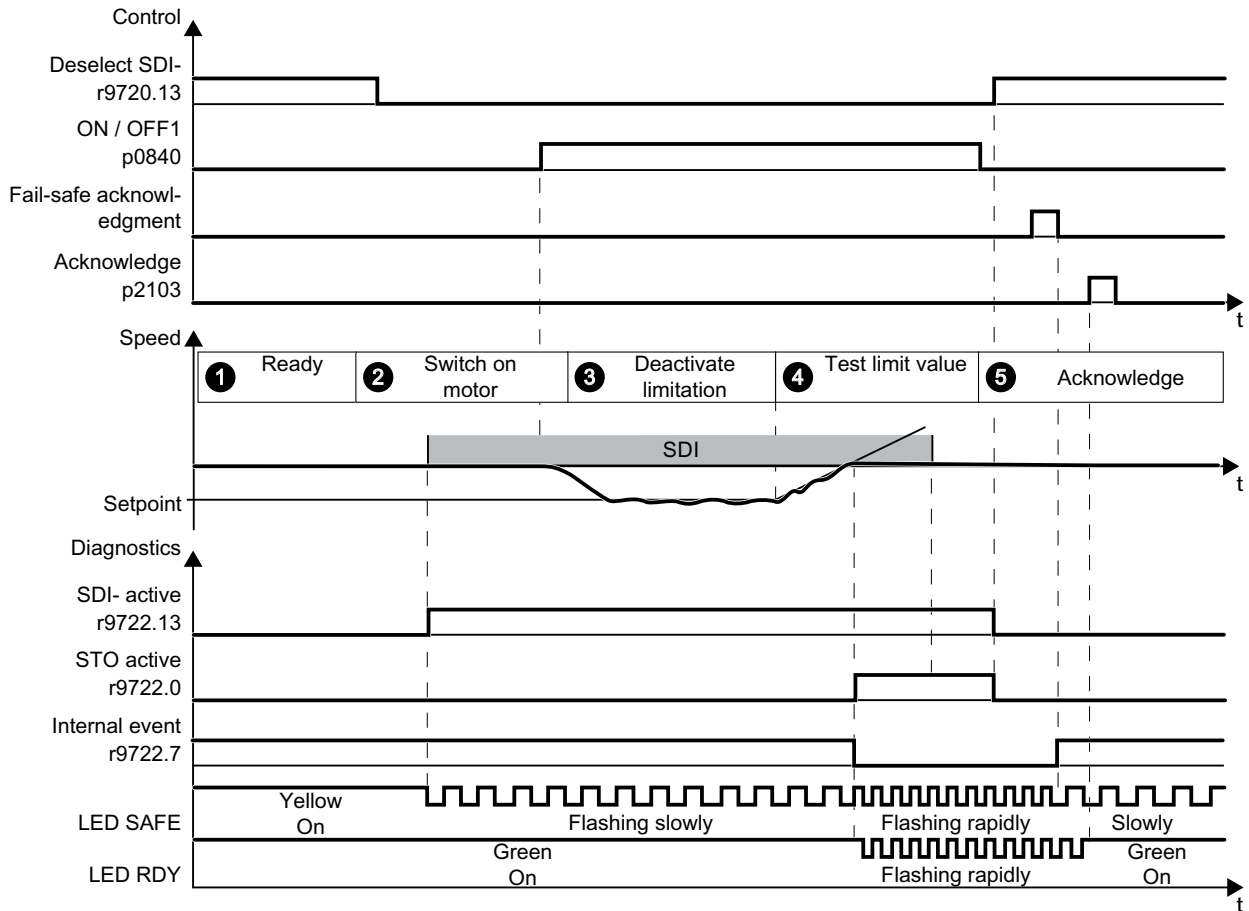 Control
Deselect SDI-
r9720.13
ON / OFF1
p0840
Fail-safe acknowl-
edgment
Acknowledge
p2103
t
Speed
1 Ready
2 Switch on
motor
3 Deactivate
limitation
4 Test limit value
5 Acknowledge
SDI
Setpoint
t
Diagnostics
SDI- active
r9722.13
STO active
r9722.0
Internal event
r9722.7
LED SAFE
Yellow
On
Flashing slowly
Flashing rapidly
Slowly
LED RDY
Green
On
Flashing rapidly
Green
On
t